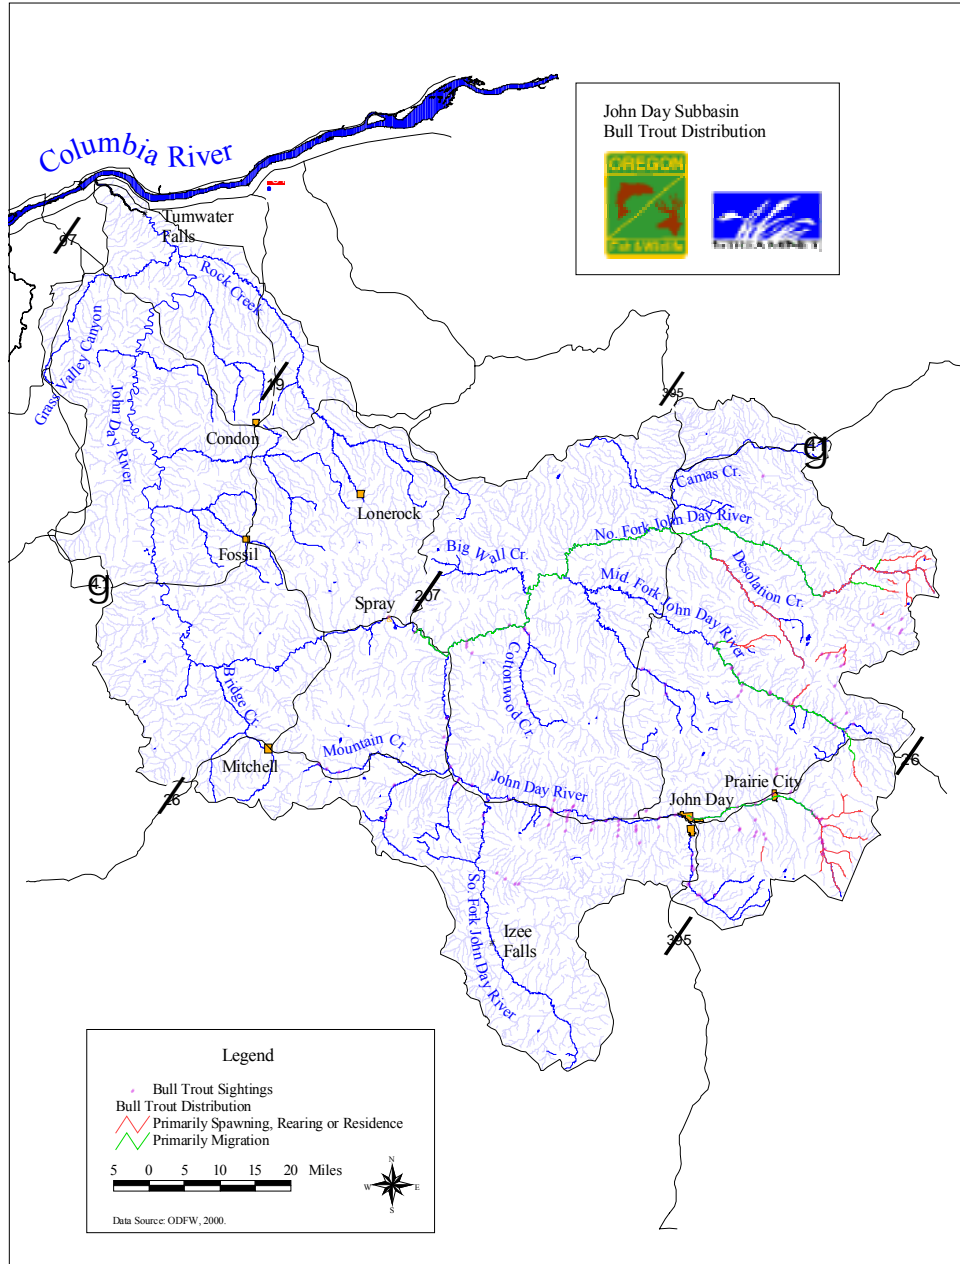 John Day Subbasin
Bull Trout Distribution
OREGON
Columbia River
Tumwater
Falls
97
Rock Creek
Grass Valley Canyon
John Day River
19
395
Condon
Camas Cr.
Lonerock
No. Fork John Day River
Fossil
Big Wall Cr.
Desolation Cr.
Mid. Fork John Day River
207
Spray
Cottonwood Cr.
Bridge Cr.
Mountain Cr.
Mitchell
26
26
John Day River
Prairie City
John Day
So. Fork John Day River
Izee
Falls
395
Legend
Bull Trout Sightings
Bull Trout Distribution
Primarily Spawning, Rearing or Residence
Primarily Migration
5 0 5 10 15 20 Miles
N
W E
S
Data Source: ODFW, 2000.